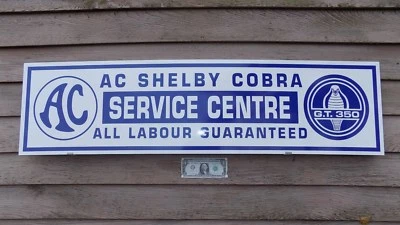 AC SHELBY COBRA
AC
SERVICE CENTRE
G.T. 350
ALL LABOUR GUARANTEED